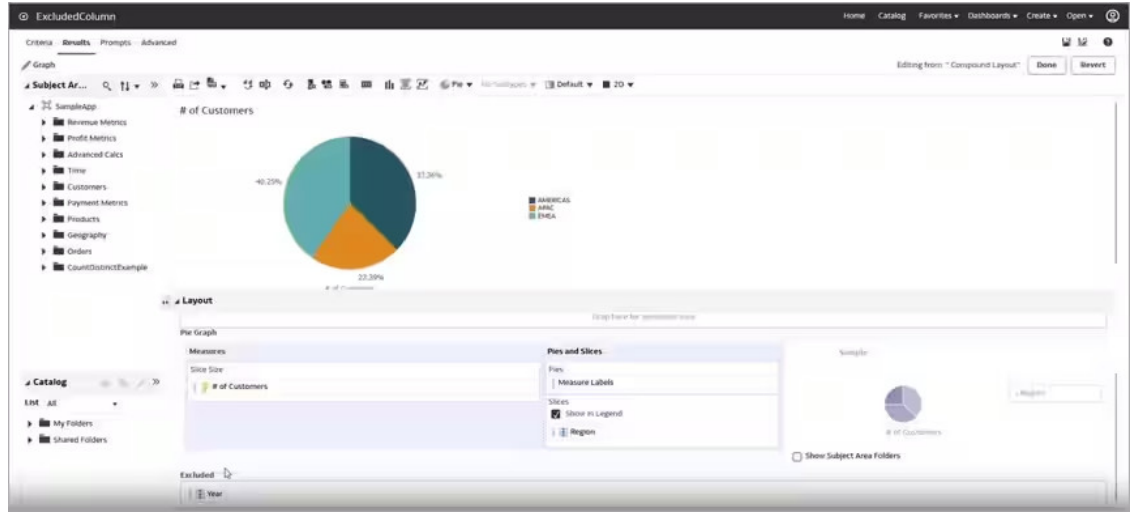 ExcludedColumn
Home Catalog Favorites Dashboards Create Open
Criteria Results Prompts Advanced
Graph
Editing from: "Compound Layout" Done Revert
Subject Ar...
Pie Default 2D
SampleApp
Revenue Metrics
Profit Metrics
Advanced Calcs
Time
Customers
Payment Metrics
Products
Geography
Orders
CountDistinctExample
# of Customers
40.25%
37.36%
22.39%
# of Customers
AMERICAS
APAC
EMEA
Layout
Pie Graph
Measures
Slice Size
# of Customers
Pies and Slices
Pies
Measure Labels
Slices
Show in Legend
Region
Sample
Region
# of Customers
Show Subject Area Folders
Excluded
Year
Catalog
List All
My Folders
Shared Folders